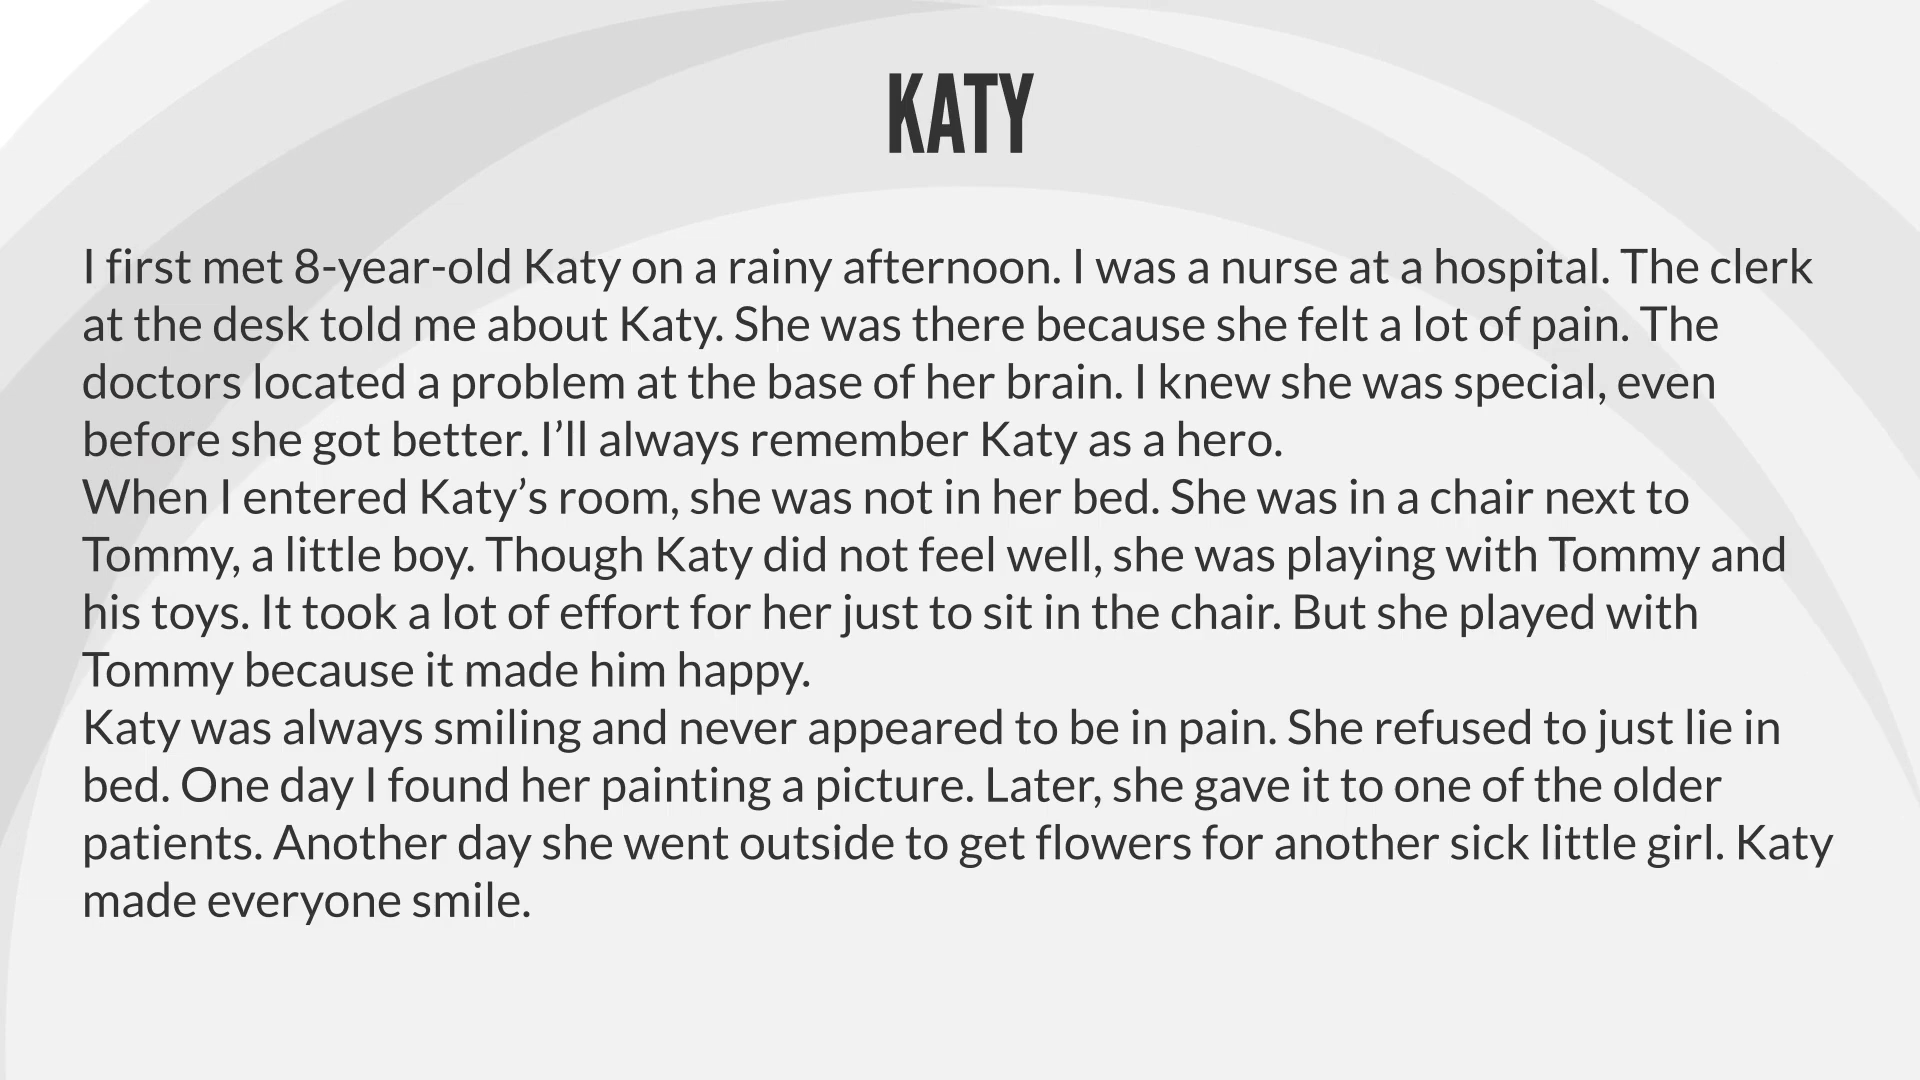 KATY
I first met 8-year-old Katy on a rainy afternoon. I was a nurse at a hospital. The clerk
at the desk told me about Katy. She was there because she felt a lot of pain. The
doctors located a problem at the base of her brain. I knew she was special, even
before she got better. I’ll always remember Katy as a hero.
When I entered Katy’s room, she was not in her bed. She was in a chair next to
Tommy, a little boy. Though Katy did not feel well, she was playing with Tommy and
his toys. It took a lot of effort for her just to sit in the chair. But she played with
Tommy because it made him happy.
Katy was always smiling and never appeared to be in pain. She refused to just lie in
bed. One day I found her painting a picture. Later, she gave it to one of the older
patients. Another day she went outside to get flowers for another sick little girl. Katy
made everyone smile.